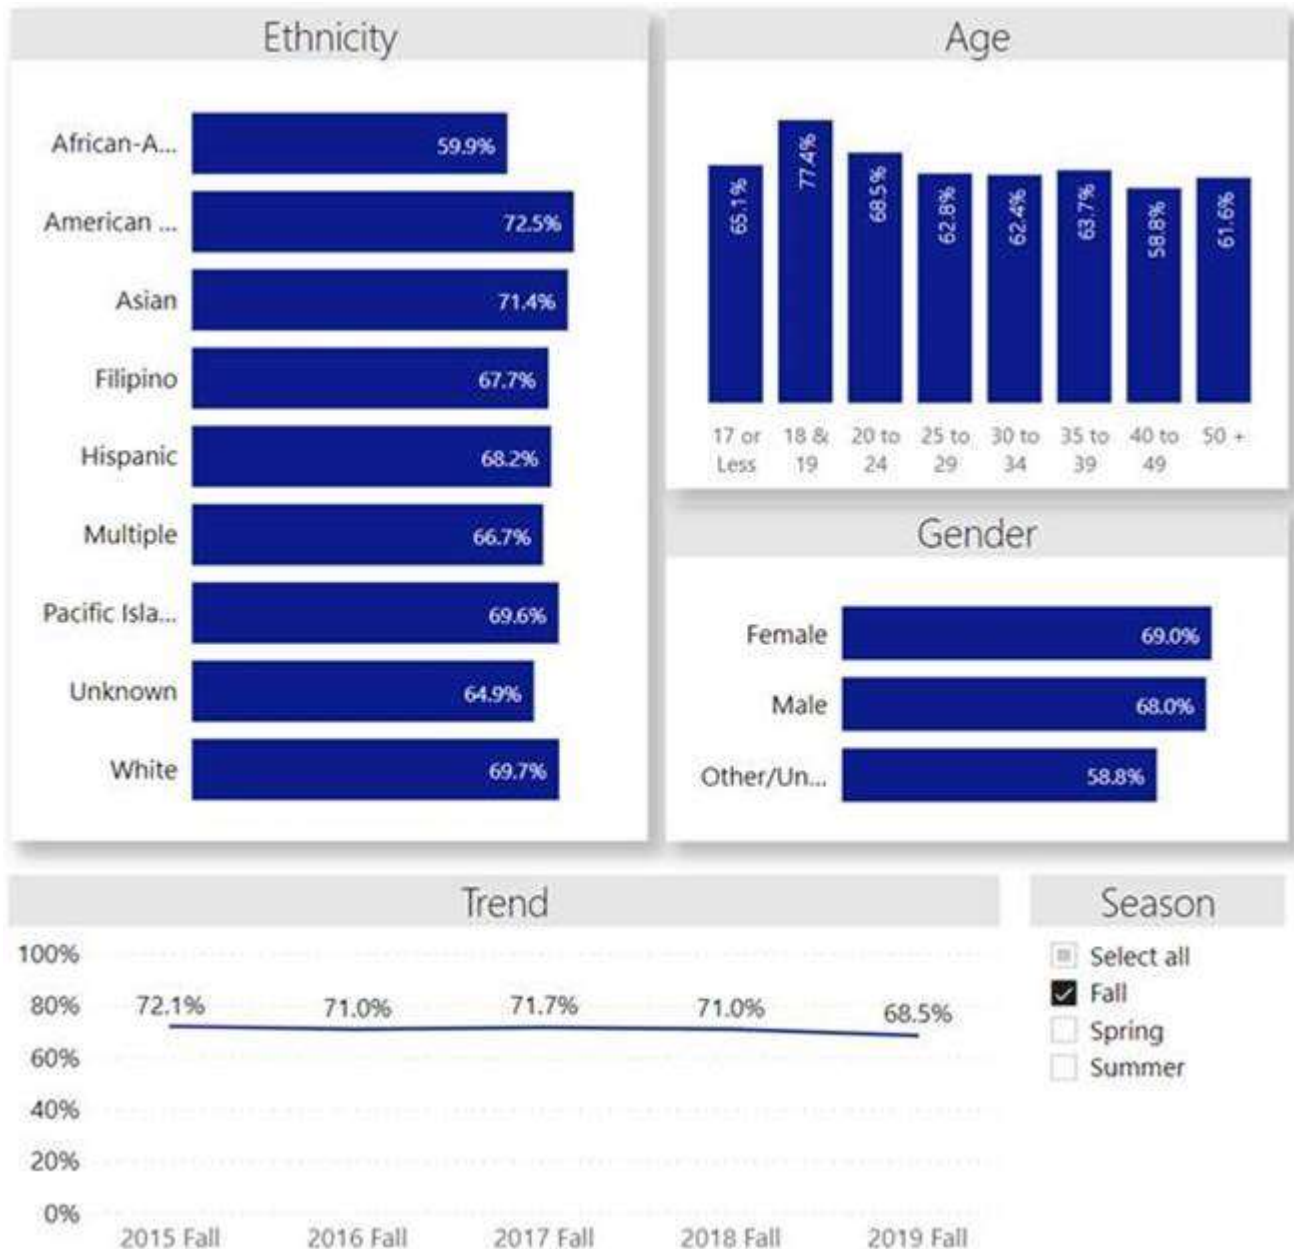 Ethnicity
African-A...
59.9%
American ...
72.5%
Asian
71.4%
Filipino
67.7%
Hispanic
68.2%
Multiple
66.7%
Pacific Isla...
69.6%
Unknown
64.9%
White
69.7%
Age
65.1%
77.4%
68.5%
62.8%
62.4%
63.7%
58.8%
61.6%
17 or
Less
18 &
19
20 to
24
25 to
29
30 to
34
35 to
39
40 to
49
50 +
Gender
Female
69.0%
Male
68.0%
Other/Un...
58.8%
Trend
100%
80%
60%
40%
20%
0%
72.1%
71.0%
71.7%
71.0%
68.5%
2015 Fall
2016 Fall
2017 Fall
2018 Fall
2019 Fall
Season
Select all
Fall
Spring
Summer